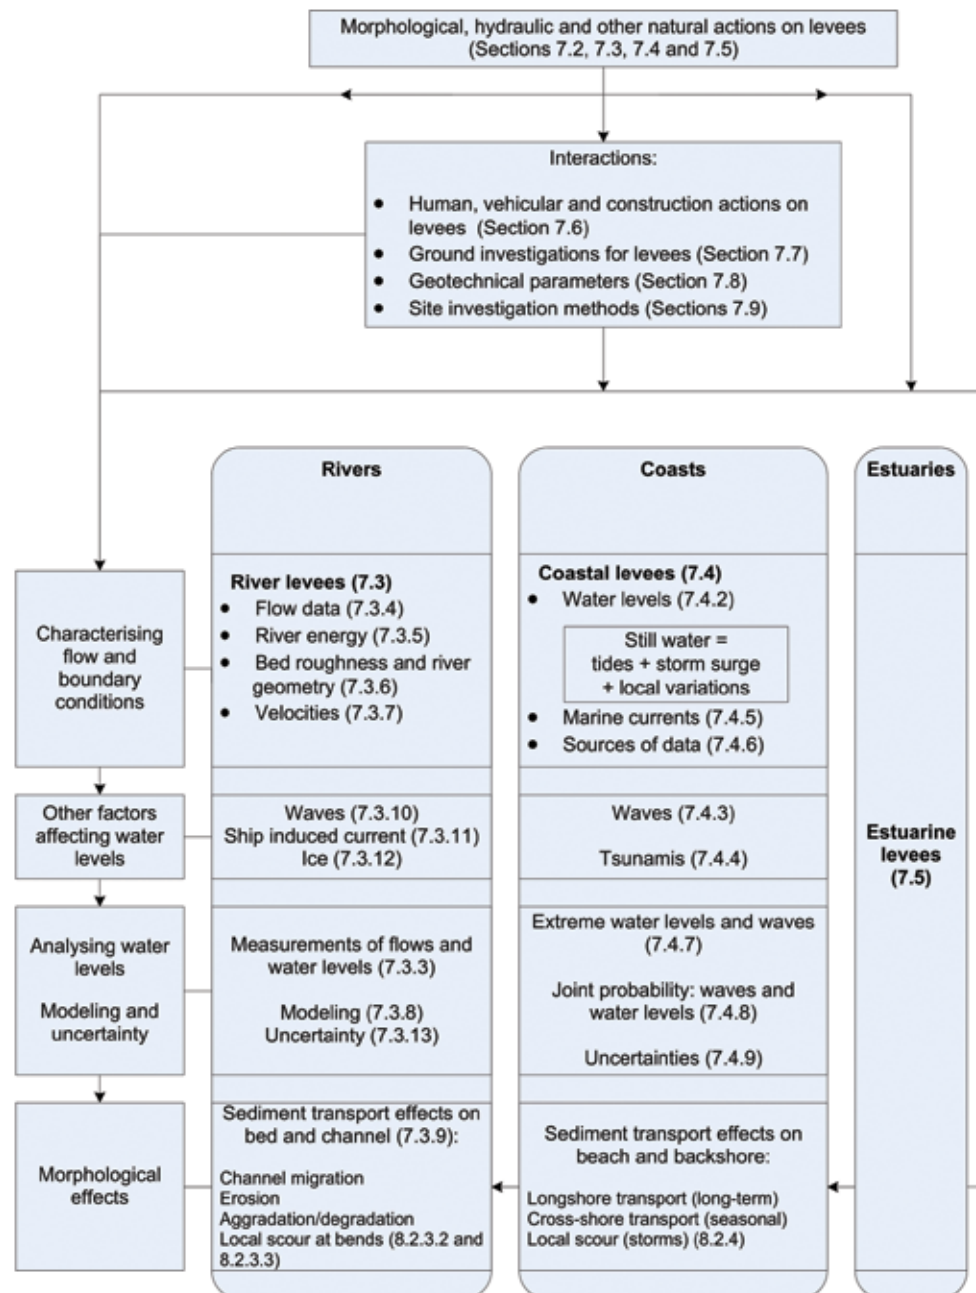 Morphological, hydraulic and other natural actions on levees
(Sections 7.2, 7.3, 7.4 and 7.5)
Interactions:
● Human, vehicular and construction actions on
levees (Section 7.6)
● Ground investigations for levees (Section 7.7)
● Geotechnical parameters (Section 7.8)
● Site investigation methods (Sections 7.9)
Rivers
Coasts
Estuaries
Characterising
flow and
boundary
conditions
River levees (7.3)
● Flow data (7.3.4)
● River energy (7.3.5)
● Bed roughness and river
geometry (7.3.6)
● Velocities (7.3.7)
Coastal levees (7.4)
● Water levels (7.4.2)
Still water =
tides + storm surge
+ local variations
● Marine currents (7.4.5)
● Sources of data (7.4.6)
Estuarine
levees
(7.5)
Other factors
affecting water
levels
Waves (7.3.10)
Ship induced current (7.3.11)
Ice (7.3.12)
Waves (7.4.3)
Tsunamis (7.4.4)
Analysing water
levels
Modeling and
uncertainty
Measurements of flows and
water levels (7.3.3)
Modeling (7.3.8)
Uncertainty (7.3.13)
Extreme water levels and waves
(7.4.7)
Joint probability: waves and
water levels (7.4.8)
Uncertainties (7.4.9)
Morphological
effects
Sediment transport effects on
bed and channel (7.3.9):
Channel migration
Erosion
Aggradation/degradation
Local scour at bends (8.2.3.2 and
8.2.3.3)
Sediment transport effects on
beach and backshore:
Longshore transport (long-term)
Cross-shore transport (seasonal)
Local scour (storms) (8.2.4)